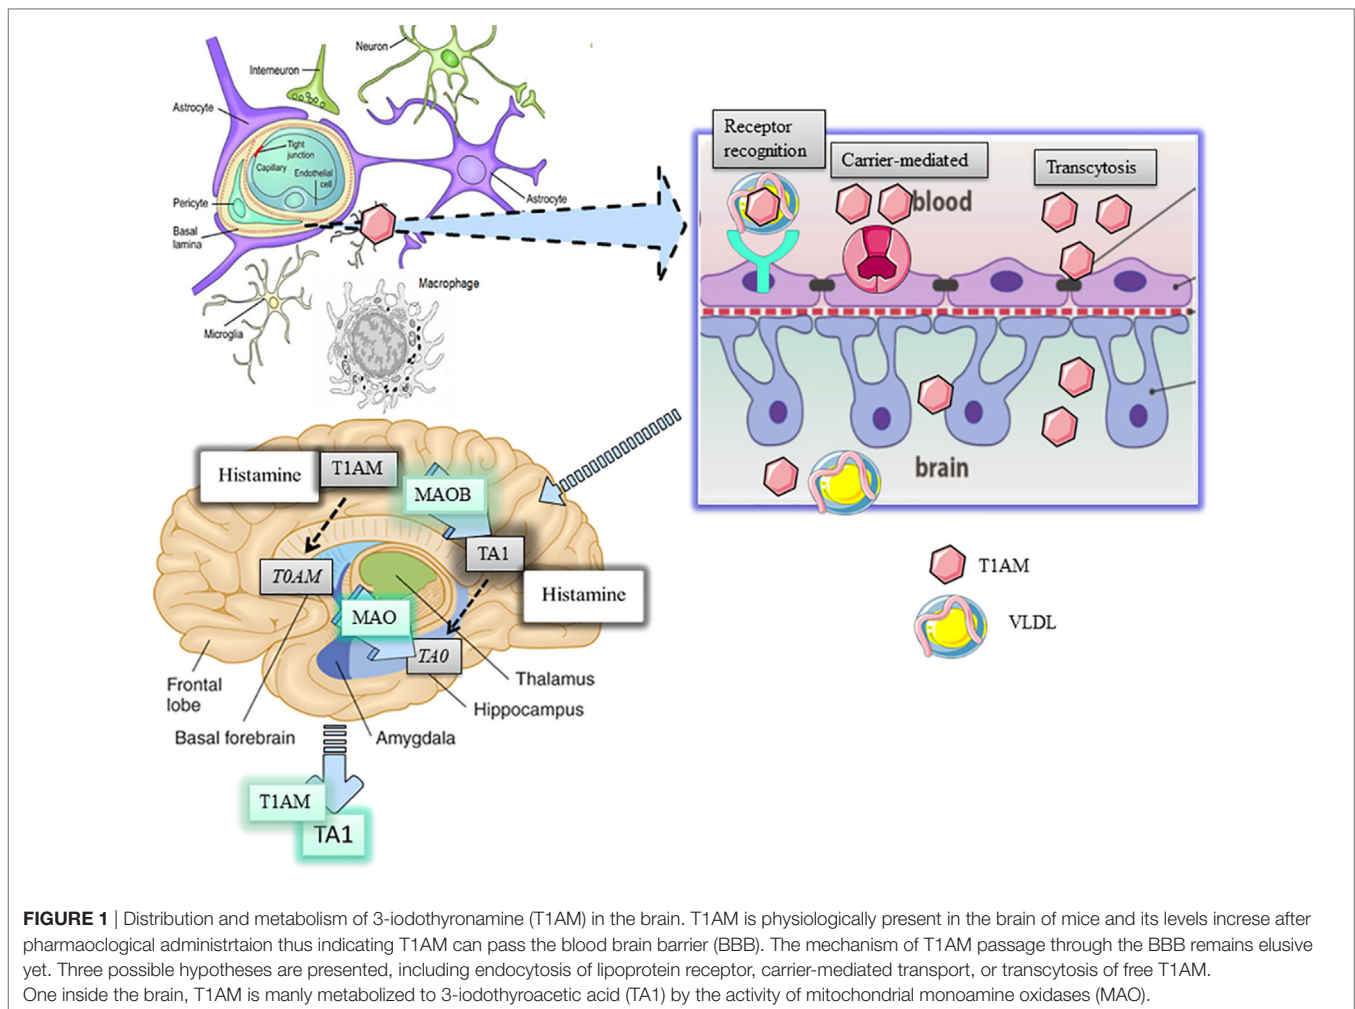 Neuron
Interneuron
Astrocyte
Tight
junction
Capillary
Endothelial
cell
Pericyte
Astrocyte
Basal
lamina
Microglia
Macrophage
Receptor
recognition
Carrier-mediated
Transcytosis
blood
brain
T1AM
VLDL
Histamine
T1AM
MAOB
TA1
T0AM
Histamine
MAO
TA0
Thalamus
Frontal
lobe
Hippocampus
Basal forebrain
Amygdala
T1AM
TA1
FIGURE 1 | Distribution and metabolism of 3-iodothyronamine (T1AM) in the brain. T1AM is physiologically present in the brain of mice and its levels increse after
pharmaoclogical administrtaion thus indicating T1AM can pass the blood brain barrier (BBB). The mechanism of T1AM passage through the BBB remains elusive
yet. Three possible hypotheses are presented, including endocytosis of lipoprotein receptor, carrier-mediated transport, or transcytosis of free T1AM.
One inside the brain, T1AM is manly metabolized to 3-iodothyroacetic acid (TA1) by the activity of mitochondrial monoamine oxidases (MAO).